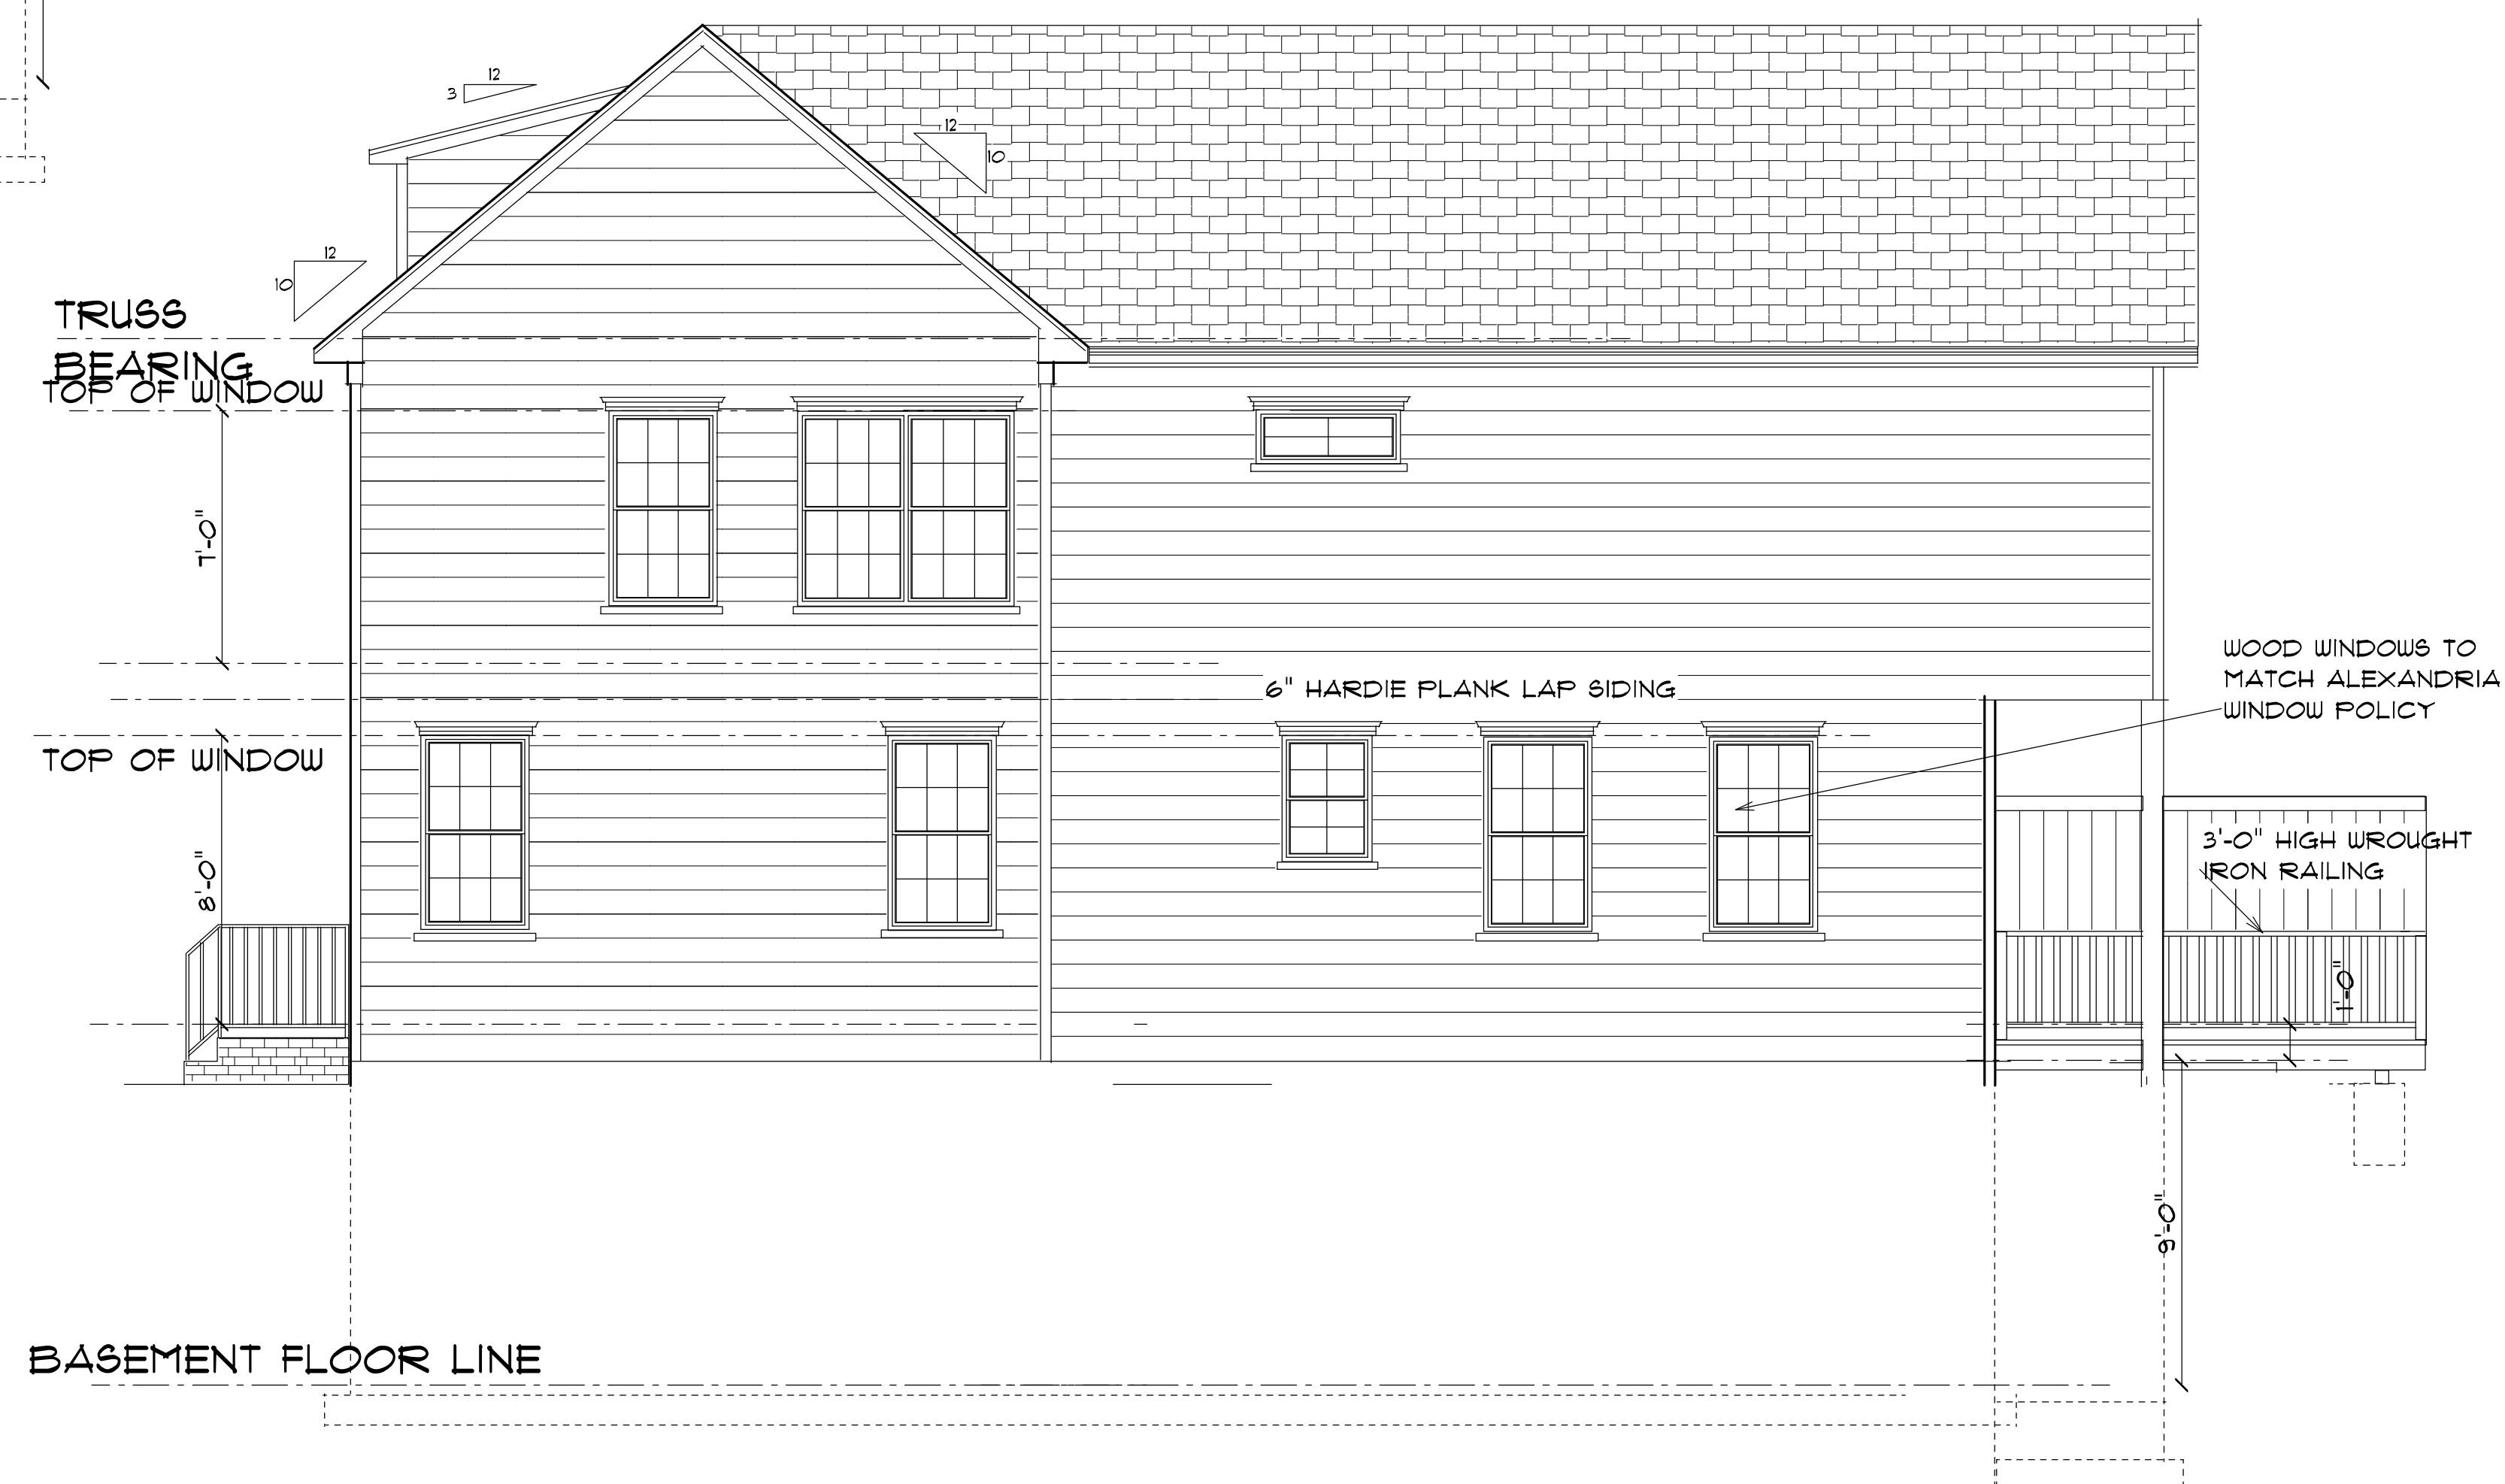 12
3
12
10
12
10
TRUSS
BEARING
TOP OF WINDOW
7'-0"
WOOD WINDOWS TO
MATCH ALEXANDRIA
WINDOW POLICY
6" HARDIE PLANK LAP SIDING
TOP OF WINDOW
8'-0"
3'-0" HIGH WROUGHT
IRON RAILING
1'-0"
9'-0"
BASEMENT FLOOR LINE